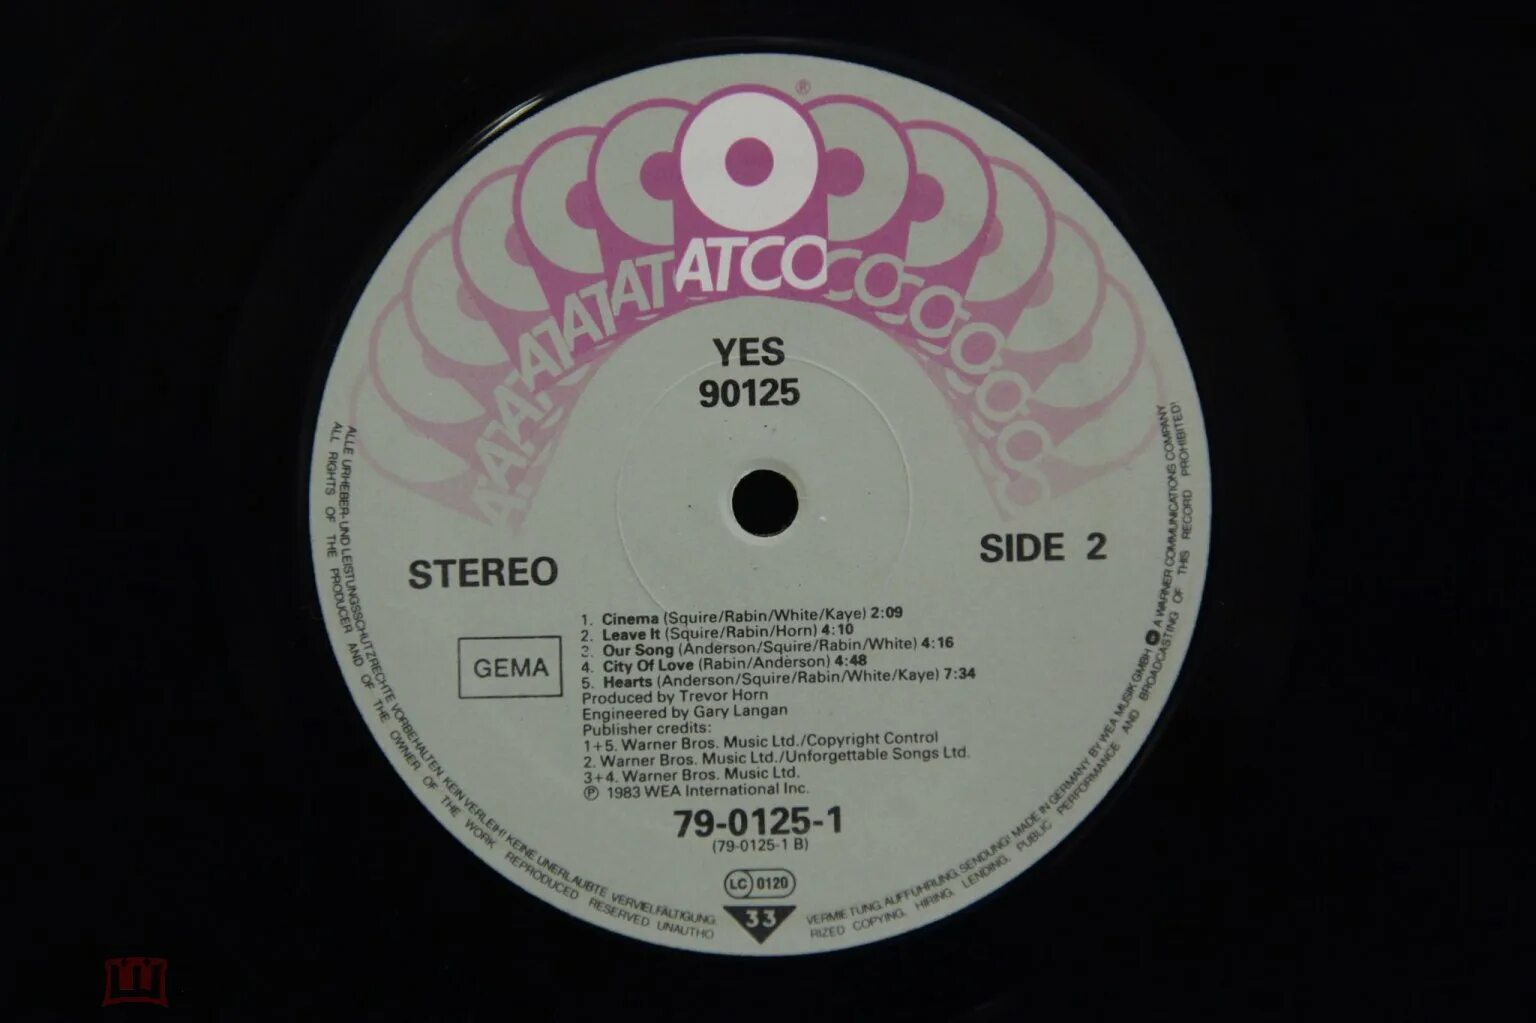 ®
ATCO
YES
90125
STEREO
SIDE 2
1. Cinema (Squire/Rabin/White/Kaye) 2:09
2. Leave It (Squire/Rabin/Horn) 4:10
3. Our Song (Anderson/Squire/Rabin/White) 4:16
4. City Of Love (Rabin/Anderson) 4:48
5. Hearts (Anderson/Squire/Rabin/White/Kaye) 7:34
Produced by Trevor Horn
Engineered by Gary Langan
Publisher credits:
1+5. Warner Bros. Music Ltd./Copyright Control
2. Warner Bros. Music Ltd./Unforgettable Songs Ltd.
3+4. Warner Bros. Music Ltd.
℗ 1983 WEA International Inc.
GEMA
79-0125-1
(79-0125-1 B)
LC 0120
33
ALLE URHEBER- UND LEISTUNGSSCHUTZRECHTE VORBEHALTEN. KEIN VERLEIH! KEINE UNERLAUBTE VERVIELFÄLTIGUNG, VERMIETUNG, AUFFÜHRUNG, SENDUNG! MADE IN GERMANY BY WEA MUSIK GMBH A WARNER COMMUNICATIONS COMPANY
ALL RIGHTS OF THE PRODUCER AND OF THE OWNER OF THE WORK REPRODUCED RESERVED. UNAUTHORIZED COPYING, HIRING, LENDING, PUBLIC PERFORMANCE AND BROADCASTING OF THIS RECORD PROHIBITED!